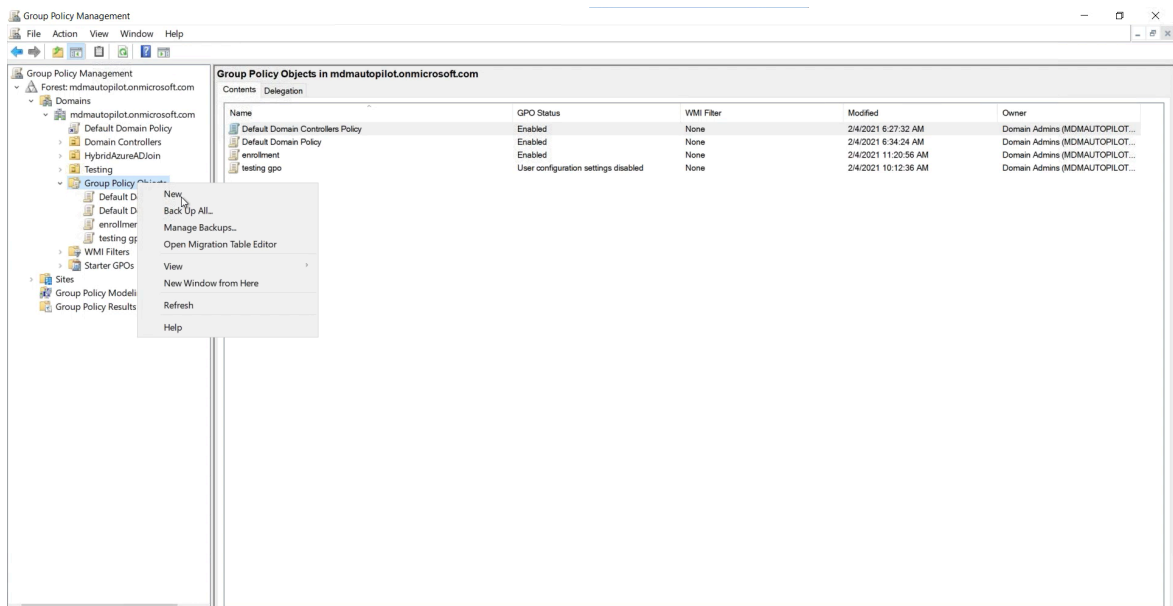 Group Policy Management
File Action View Window Help
Group Policy Management
Forest: mdmautopilot.onmicrosoft.com
Domains
mdmautopilot.onmicrosoft.com
Default Domain Policy
Domain Controllers
HybridAzureADJoin
Testing
Group Policy Objects
Default D
Default D
enrollmen
testing gp
WMI Filters
Starter GPOs
Sites
Group Policy Modeli
Group Policy Results
New
Back Up All...
Manage Backups...
Open Migration Table Editor
View
New Window from Here
Refresh
Help
Group Policy Objects in mdmautopilot.onmicrosoft.com
Contents Delegation
Name GPO Status WMI Filter Modified Owner
Default Domain Controllers Policy Enabled None 2/4/2021 6:27:32 AM Domain Admins (MDMAUTOPILOT...
Default Domain Policy Enabled None 2/4/2021 6:34:24 AM Domain Admins (MDMAUTOPILOT...
enrollment Enabled None 2/4/2021 11:20:56 AM Domain Admins (MDMAUTOPILOT...
testing gpo User configuration settings disabled None 2/4/2021 10:12:36 AM Domain Admins (MDMAUTOPILOT...